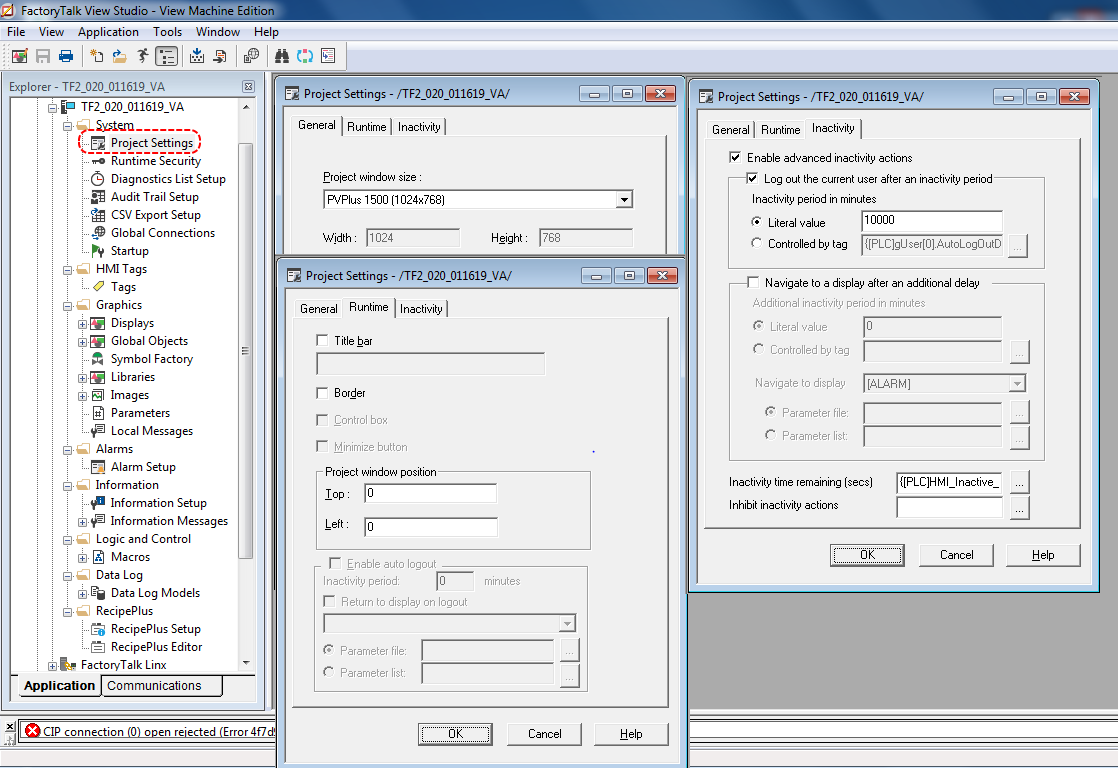 FactoryTalk View Studio - View Machine Edition
File View Application Tools Window Help
Explorer - TF2_020_011619_VA
TF2_020_011619_VA
System
Project Settings
Runtime Security
Diagnostics List Setup
Audit Trail Setup
CSV Export Setup
Global Connections
Startup
HMI Tags
Tags
Graphics
Displays
Global Objects
Symbol Factory
Libraries
Images
Parameters
Local Messages
Alarms
Alarm Setup
Information
Information Setup
Information Messages
Logic and Control
Macros
Data Log
Data Log Models
RecipePlus
RecipePlus Setup
RecipePlus Editor
FactoryTalk Linx
Application Communications
CIP connection (0) open rejected (Error 4f7d9
Project Settings - /TF2_020_011619_VA/
General Runtime Inactivity
Project window size :
PVPlus 1500 (1024x768)
Width : 1024 Height : 768
Project Settings - /TF2_020_011619_VA/
General Runtime Inactivity
Title bar
Border
Control box
Minimize button
Project window position
Top : 0
Left : 0
Enable auto logout
Inactivity period: 0 minutes
Return to display on logout
Parameter file: ...
Parameter list: ...
OK Cancel Help
Project Settings - /TF2_020_011619_VA/
General Runtime Inactivity
Enable advanced inactivity actions
Log out the current user after an inactivity period
Inactivity period in minutes
Literal value 10000
Controlled by tag {[PLC]gUser[0].AutoLogOutD ...
Navigate to a display after an additional delay
Additional inactivity period in minutes
Literal value 0
Controlled by tag ...
Navigate to display [ALARM]
Parameter file: ...
Parameter list: ...
Inactivity time remaining (secs) {[PLC]HMI_Inactive_ ...
Inhibit inactivity actions ...
OK Cancel Help